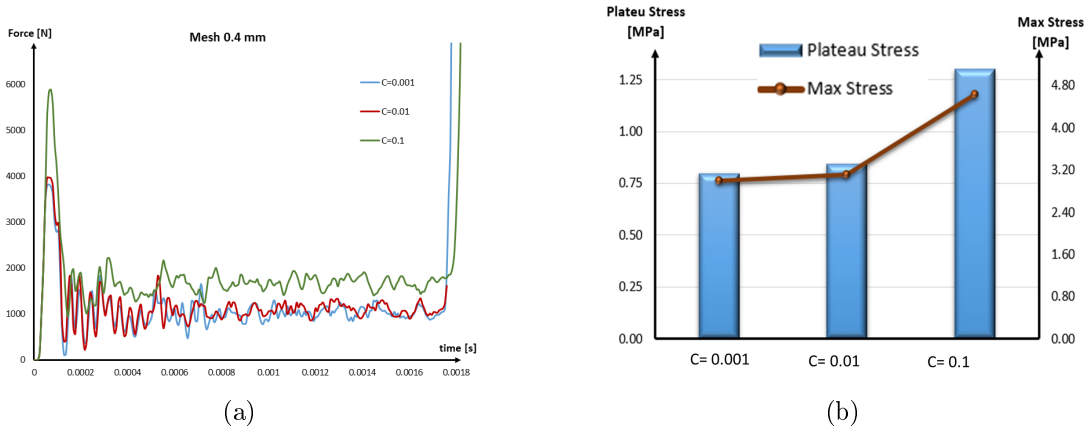 Force [N]
Mesh 0.4 mm
6000
5000
4000
3000
2000
1000
0
C=0.001
C=0.01
C=0.1
time [s]
0
0.0002
0.0004
0.0006
0.0008
0.001
0.0012
0.0014
0.0016
0.0018
(a)
Plateu Stress
[MPa]
Max Stress
[MPa]
Plateau Stress
Max Stress
1.25
1.00
0.75
0.50
0.25
0.00
4.80
4.00
3.20
2.40
1.60
0.80
0.00
C= 0.001
C= 0.01
C= 0.1
(b)